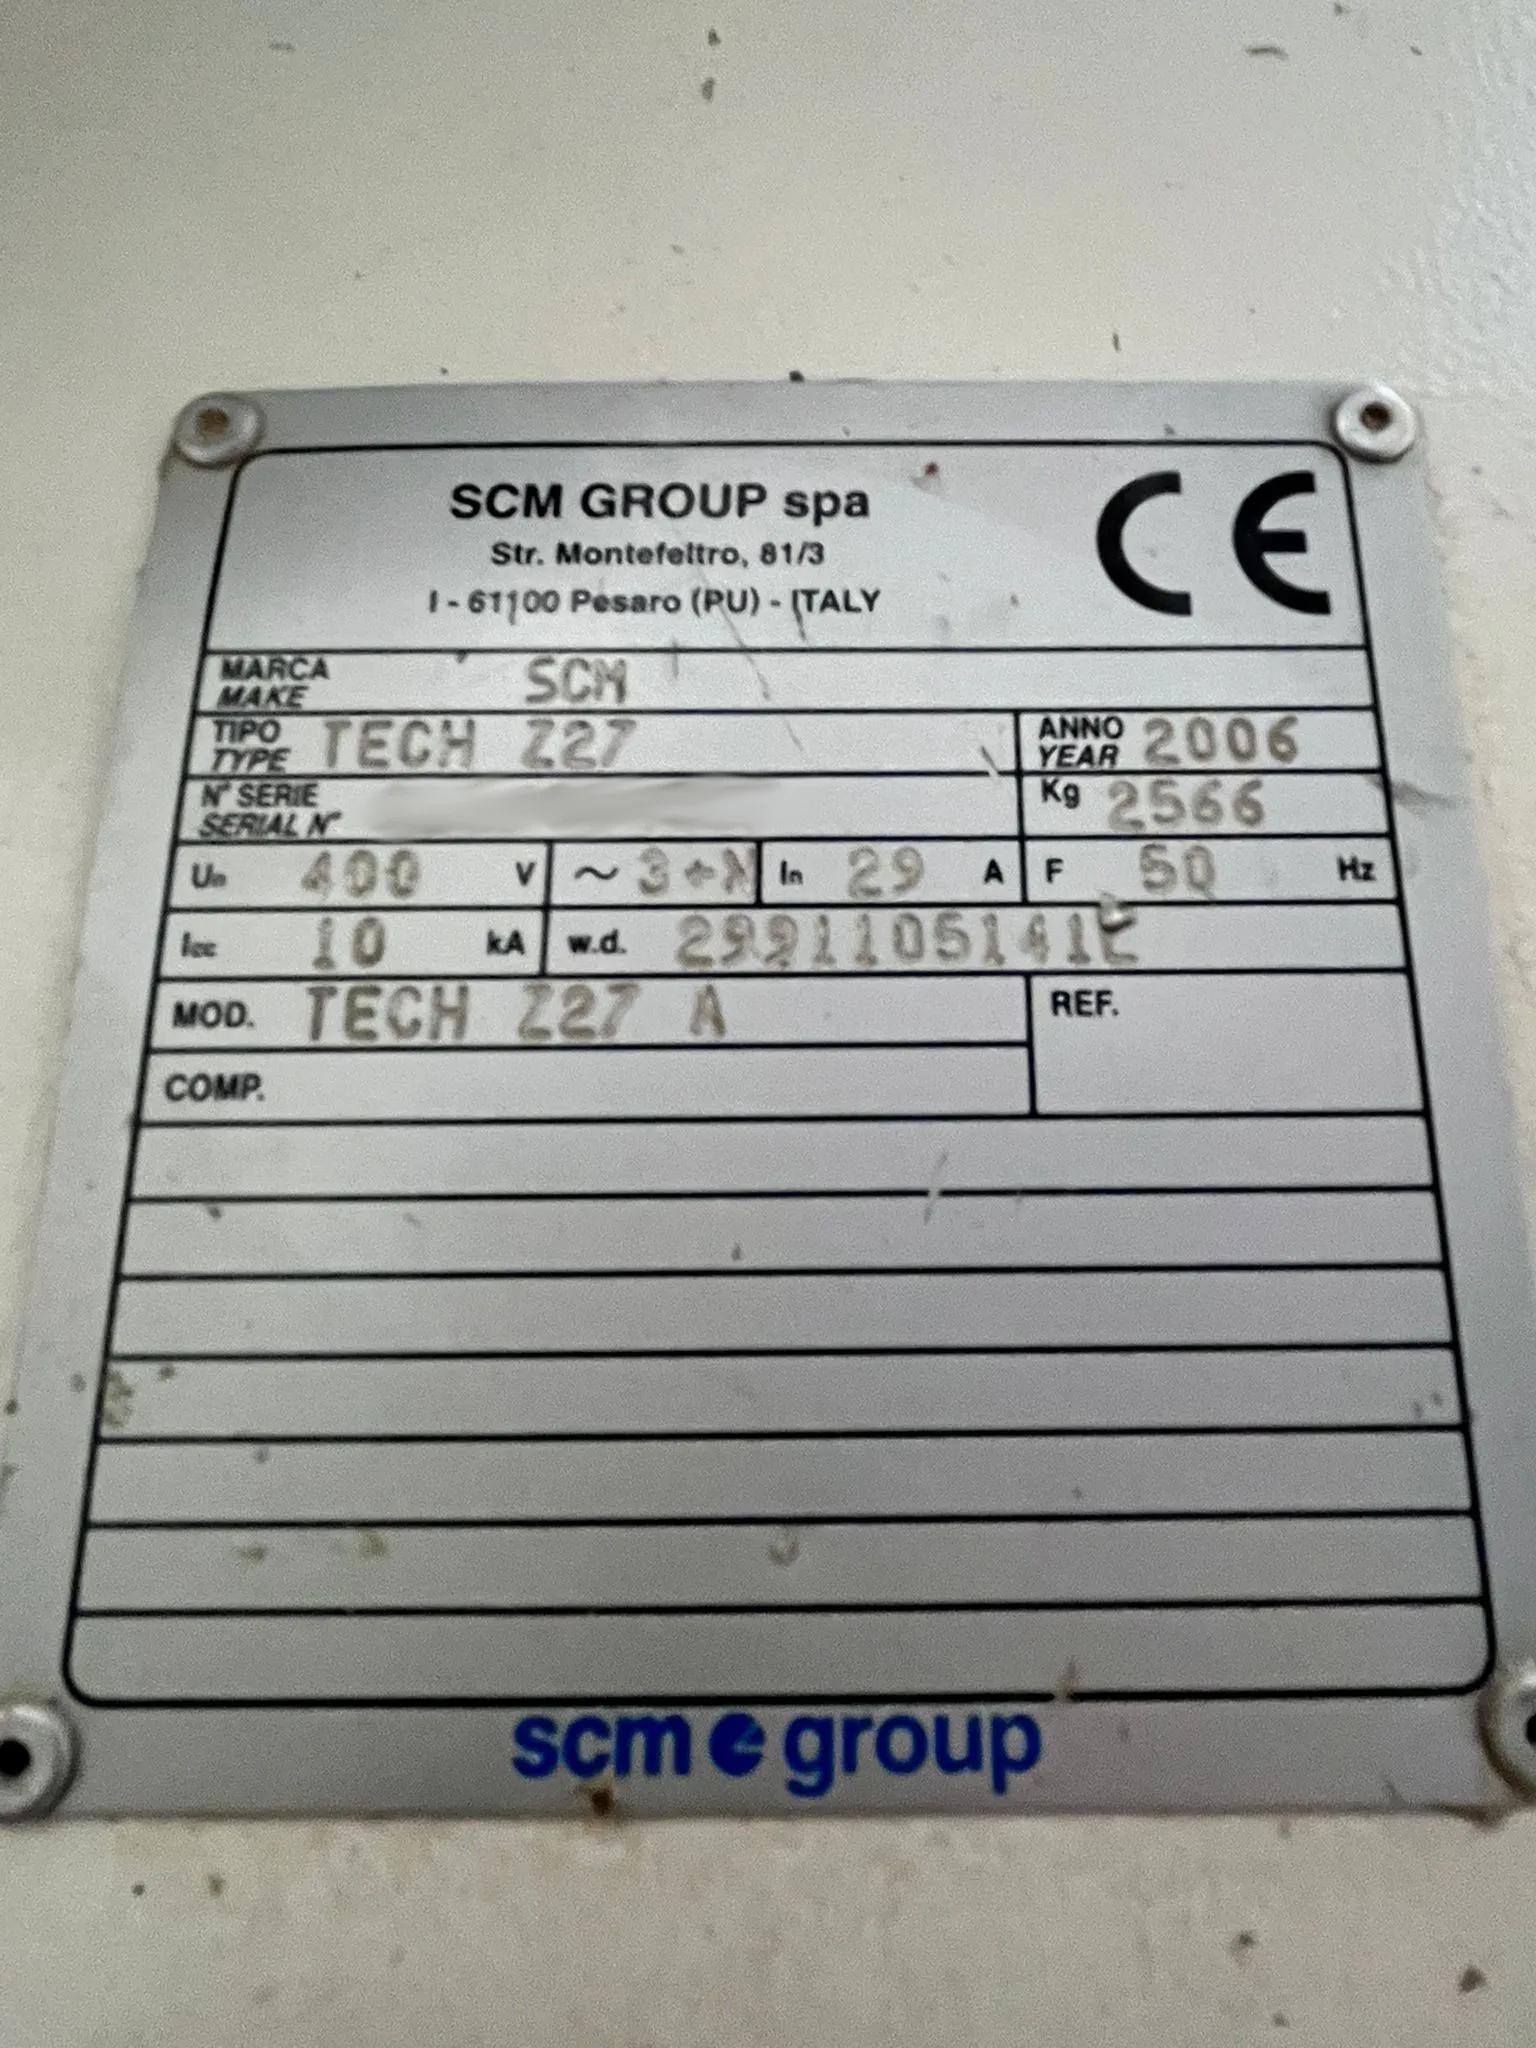 SCM GROUP spa
Str. Montefeltro, 81/3
I - 61100 Pesaro (PU) - ITALY
CE
MARCA
MAKE
SCM
TIPO
TYPE
TECH Z27
ANNO
YEAR
2006
N° SERIE
SERIAL N°
Kg 2566
Un 400 V
~ 3+N
In 29 A
F 50 Hz
Icc 10 kA
w.d. 2991105141E
MOD. TECH Z27 A
REF.
COMP.
scm group